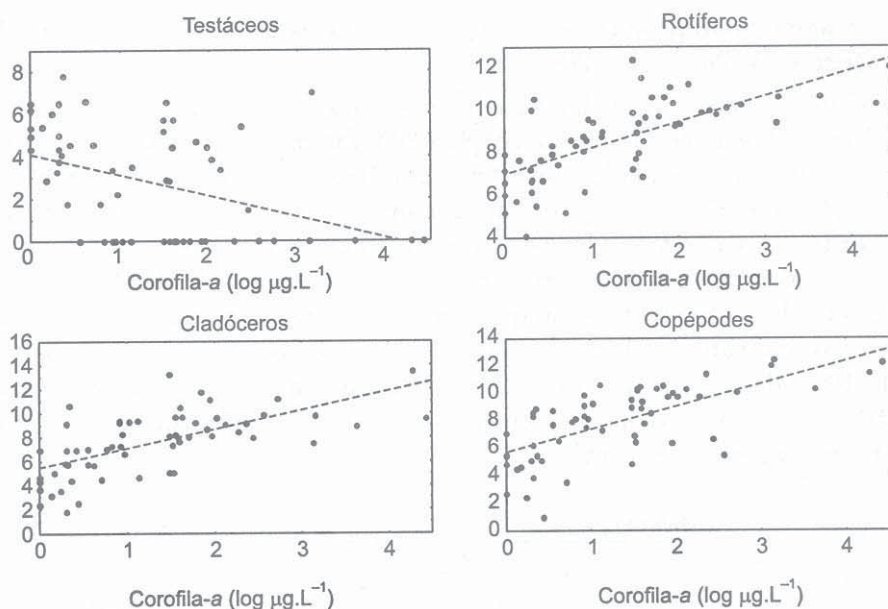 Testáceos
8
6
4
2
0
0 1 2 3 4
Corofila-a (log μg.L⁻¹)
Rotíferos
12
10
8
6
4
0 1 2 3 4
Corofila-a (log μg.L⁻¹)
Cladóceros
16
14
12
10
8
6
4
2
0
0 1 2 3 4
Corofila-a (log μg.L⁻¹)
Copépodes
14
12
10
8
6
4
2
0
0 1 2 3 4
Corofila-a (log μg.L⁻¹)